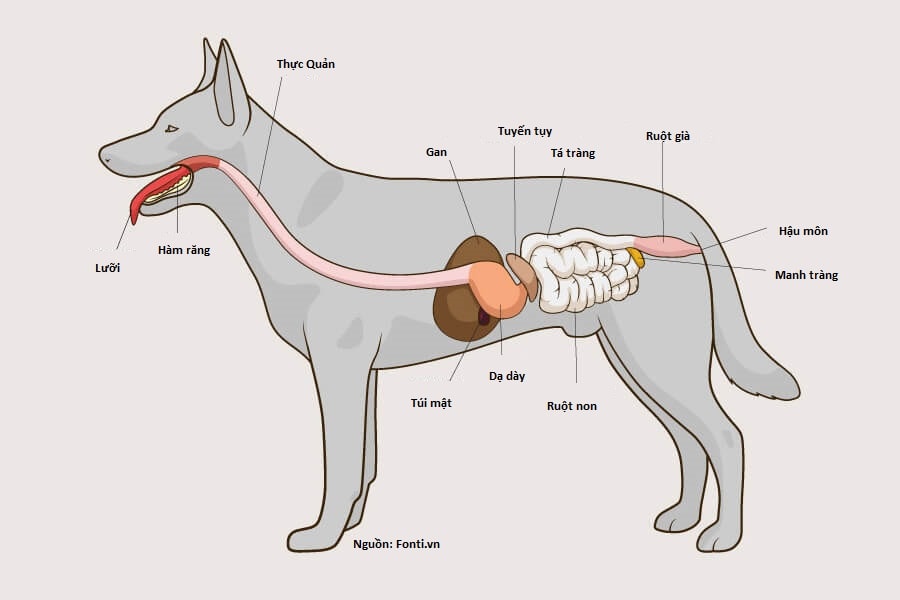 Thực Quản
Tuyến tụy
Ruột già
Gan
Tá tràng
Hậu môn
Hàm răng
Lưỡi
Manh tràng
Dạ dày
Túi mật
Ruột non
Nguồn: Fonti.vn